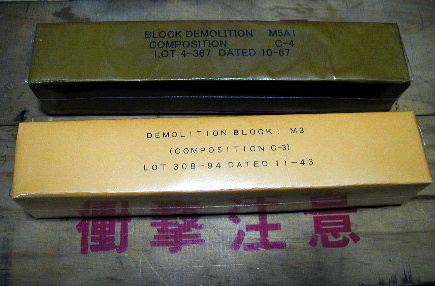 BLOCK DEMOLITION M5A1
COMPOSITION C-4
LOT 4-367 DATED 10-67
DEMOLITION BLOCK, M3
(COMPOSITION C-3)
LOT 308-94 DATED 11-43
衝撃注意